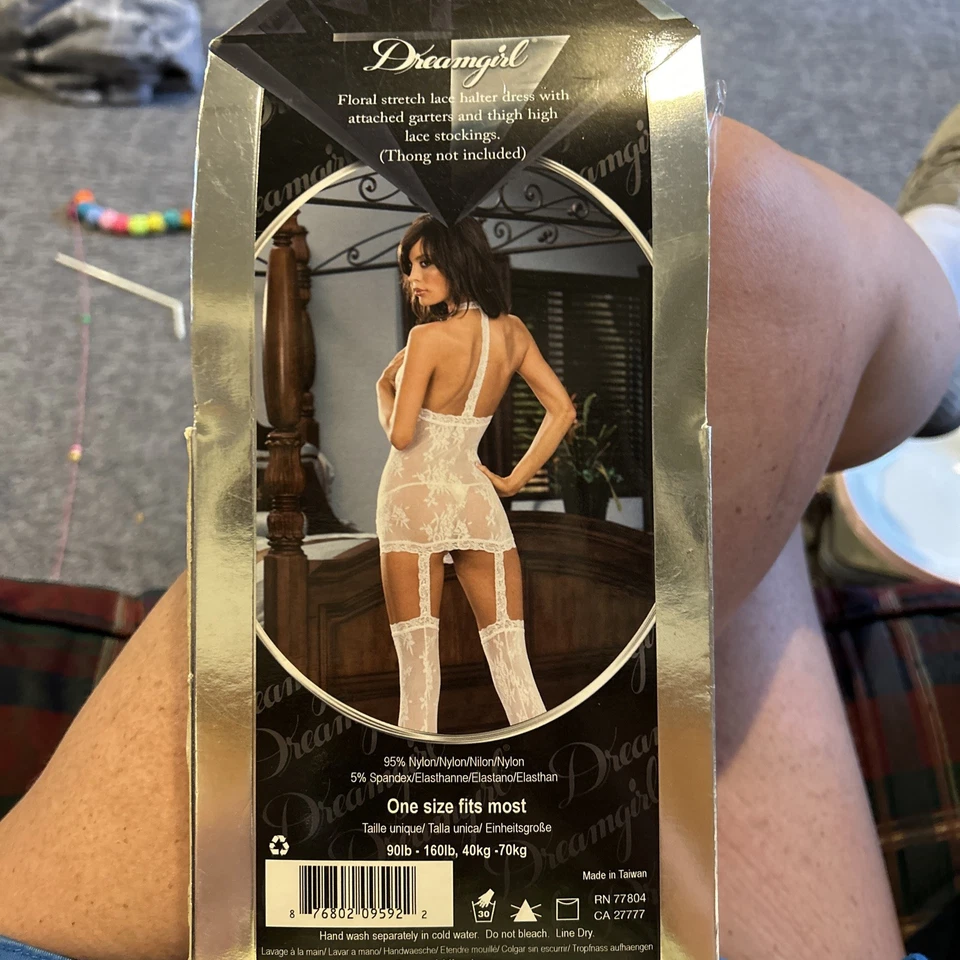 Dreamgirl
Floral stretch lace halter dress with
attached garters and thigh high
lace stockings.
(Thong not included)
95% Nylon/Nylon/Nilon/Nylon
5% Spandex/Elasthanne/Elastano/Elasthan
One size fits most
Taille unique/ Talla unica/ Einheitsgroße
90lb - 160lb, 40kg -70kg
Made in Taiwan
RN 77804
CA 27777
30
8 76802 09592 2
Hand wash separately in cold water. Do not bleach. Line Dry.
Lavage à la main/ Lavar a mano/ Handwaesche/ Etendre mouillé/ Colgar sin escurrir/ Tropfnass aufhaengen